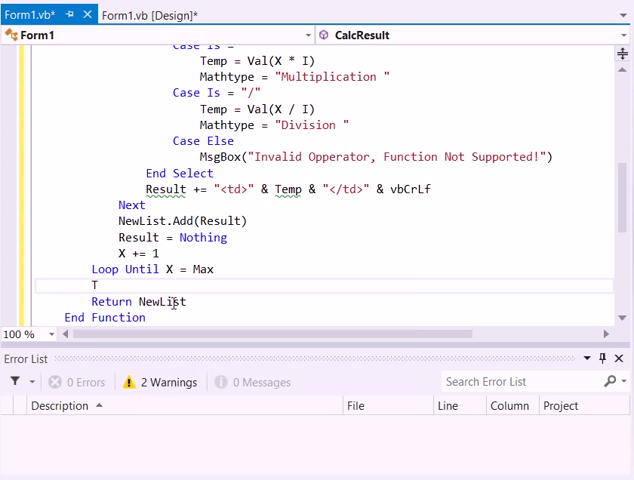 Form1.vb* Form1.vb [Design]*
Form1 CalcResult
Case Is =
Temp = Val(X * I)
Mathtype = "Multiplication "
Case Is = "/"
Temp = Val(X / I)
Mathtype = "Division "
Case Else
MsgBox("Invalid Opperator, Function Not Supported!")
End Select
Result += "<td>" & Temp & "</td>" & vbCrLf
Next
NewList.Add(Result)
Result = Nothing
X += 1
Loop Until X = Max
T
Return NewList
End Function
100 %
Error List
0 Errors 2 Warnings 0 Messages Search Error List
Description File Line Column Project